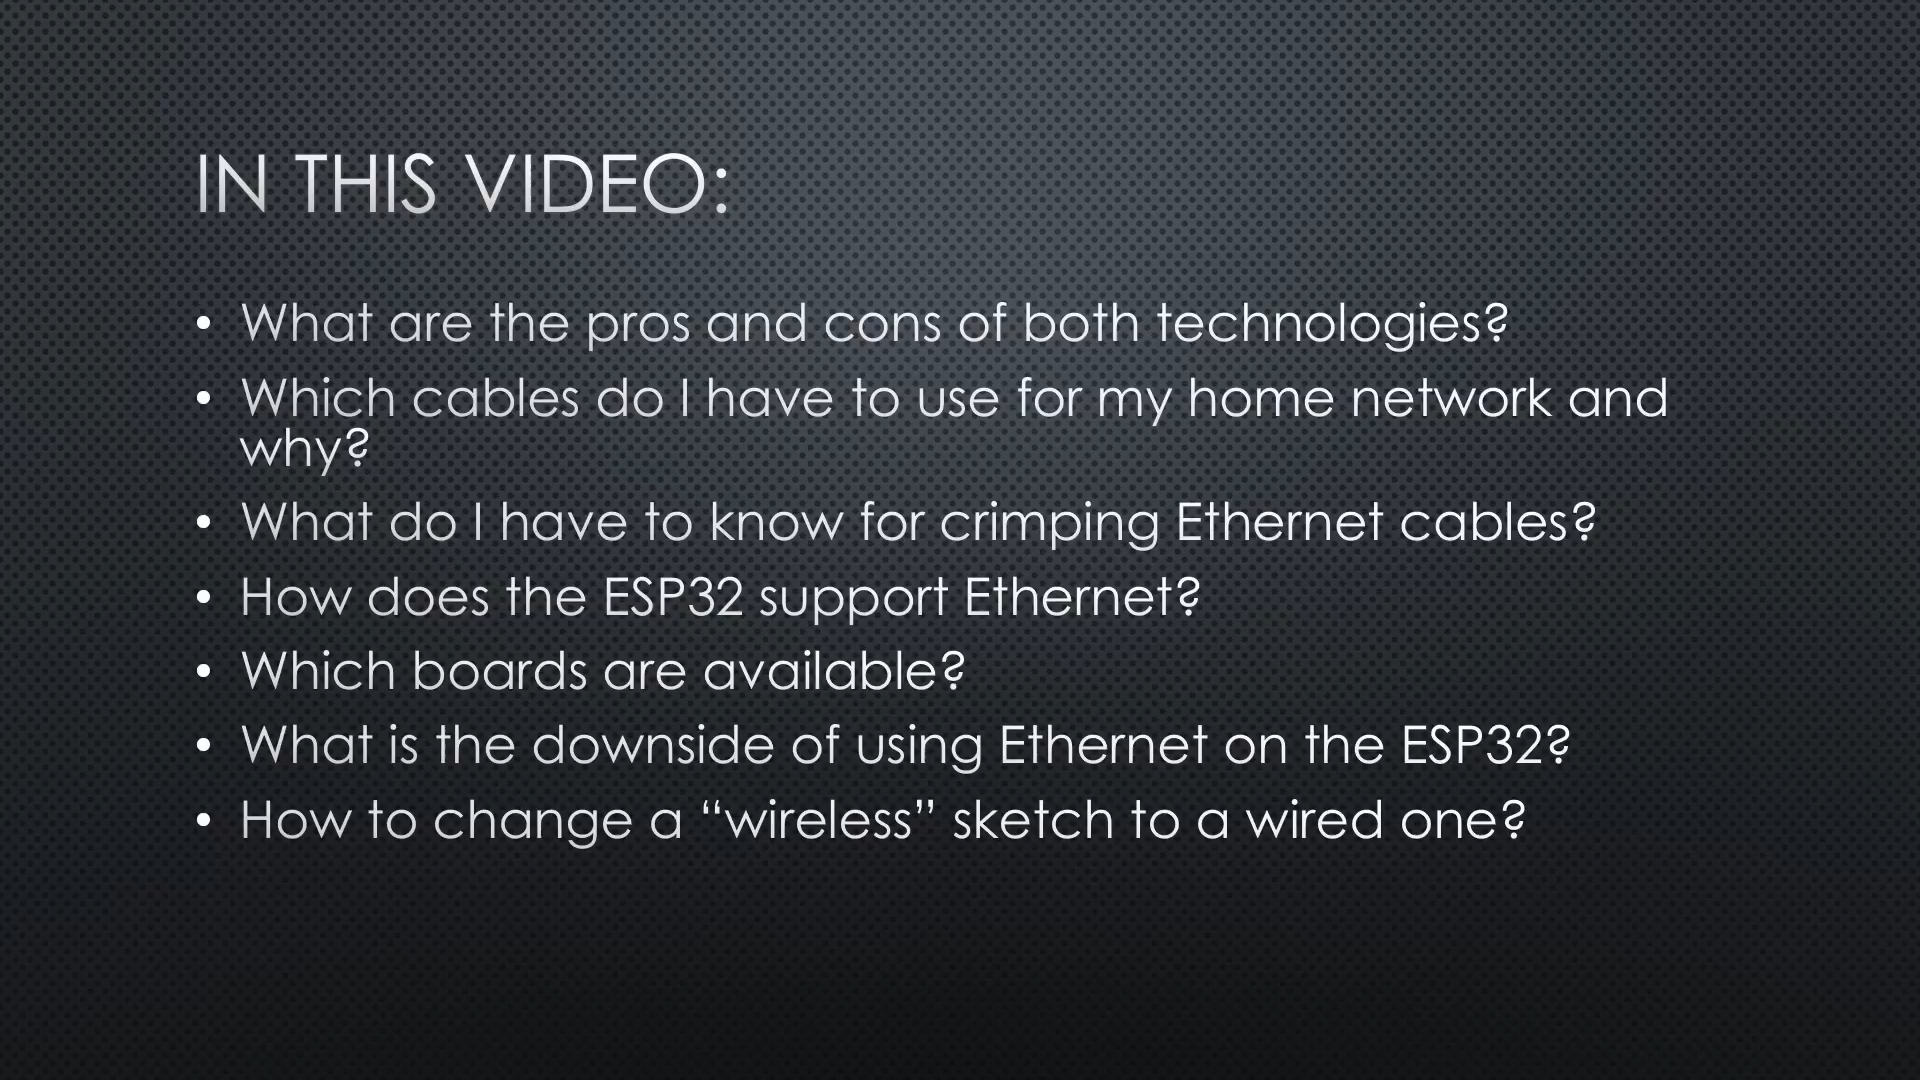 IN THIS VIDEO:
• What are the pros and cons of both technologies?
• Which cables do I have to use for my home network and
why?
• What do I have to know for crimping Ethernet cables?
• How does the ESP32 support Ethernet?
• Which boards are available?
• What is the downside of using Ethernet on the ESP32?
• How to change a “wireless” sketch to a wired one?